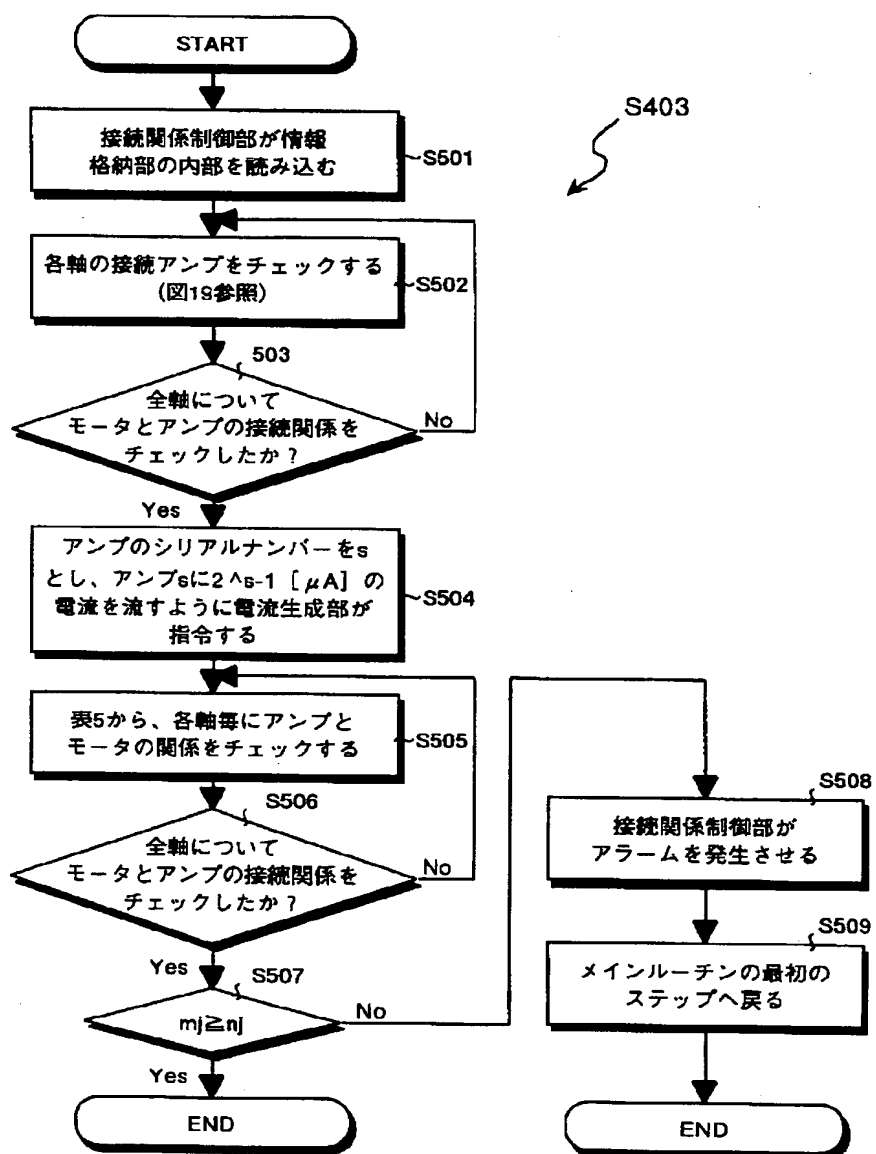 START
S403
接続関係制御部が情報
格納部の内部を読み込む
S501
各軸の接続アンプをチェックする
(図19参照)
S502
503
全軸について
モータとアンプの接続関係を
チェックしたか?
No
Yes
アンプのシリアルナンバーをs
とし、アンプsに2^s-1 [μA] の
電流を流すように電流生成部が
指令する
S504
表5から、各軸毎にアンプと
モータの関係をチェックする
S505
S506
全軸について
モータとアンプの接続関係を
チェックしたか?
No
Yes
S507
mj≧nj
No
Yes
END
S508
接続関係制御部が
アラームを発生させる
S509
メインルーチンの最初の
ステップへ戻る
END